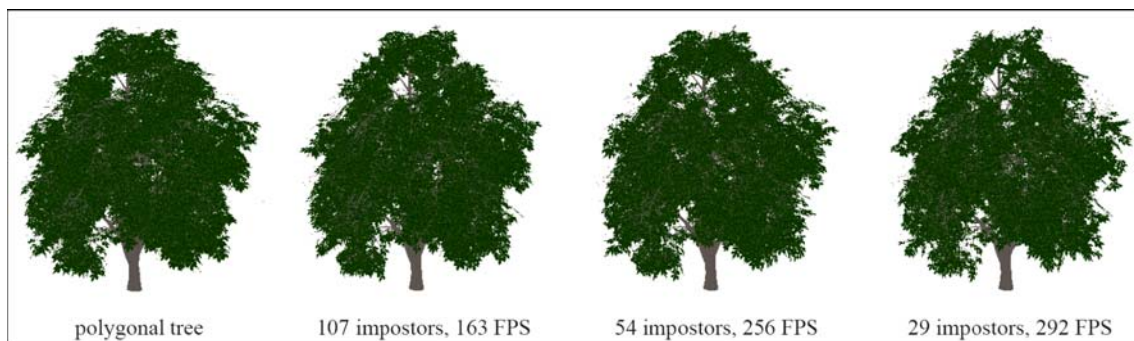 polygonal tree
107 impostors, 163 FPS
54 impostors, 256 FPS
29 impostors, 292 FPS